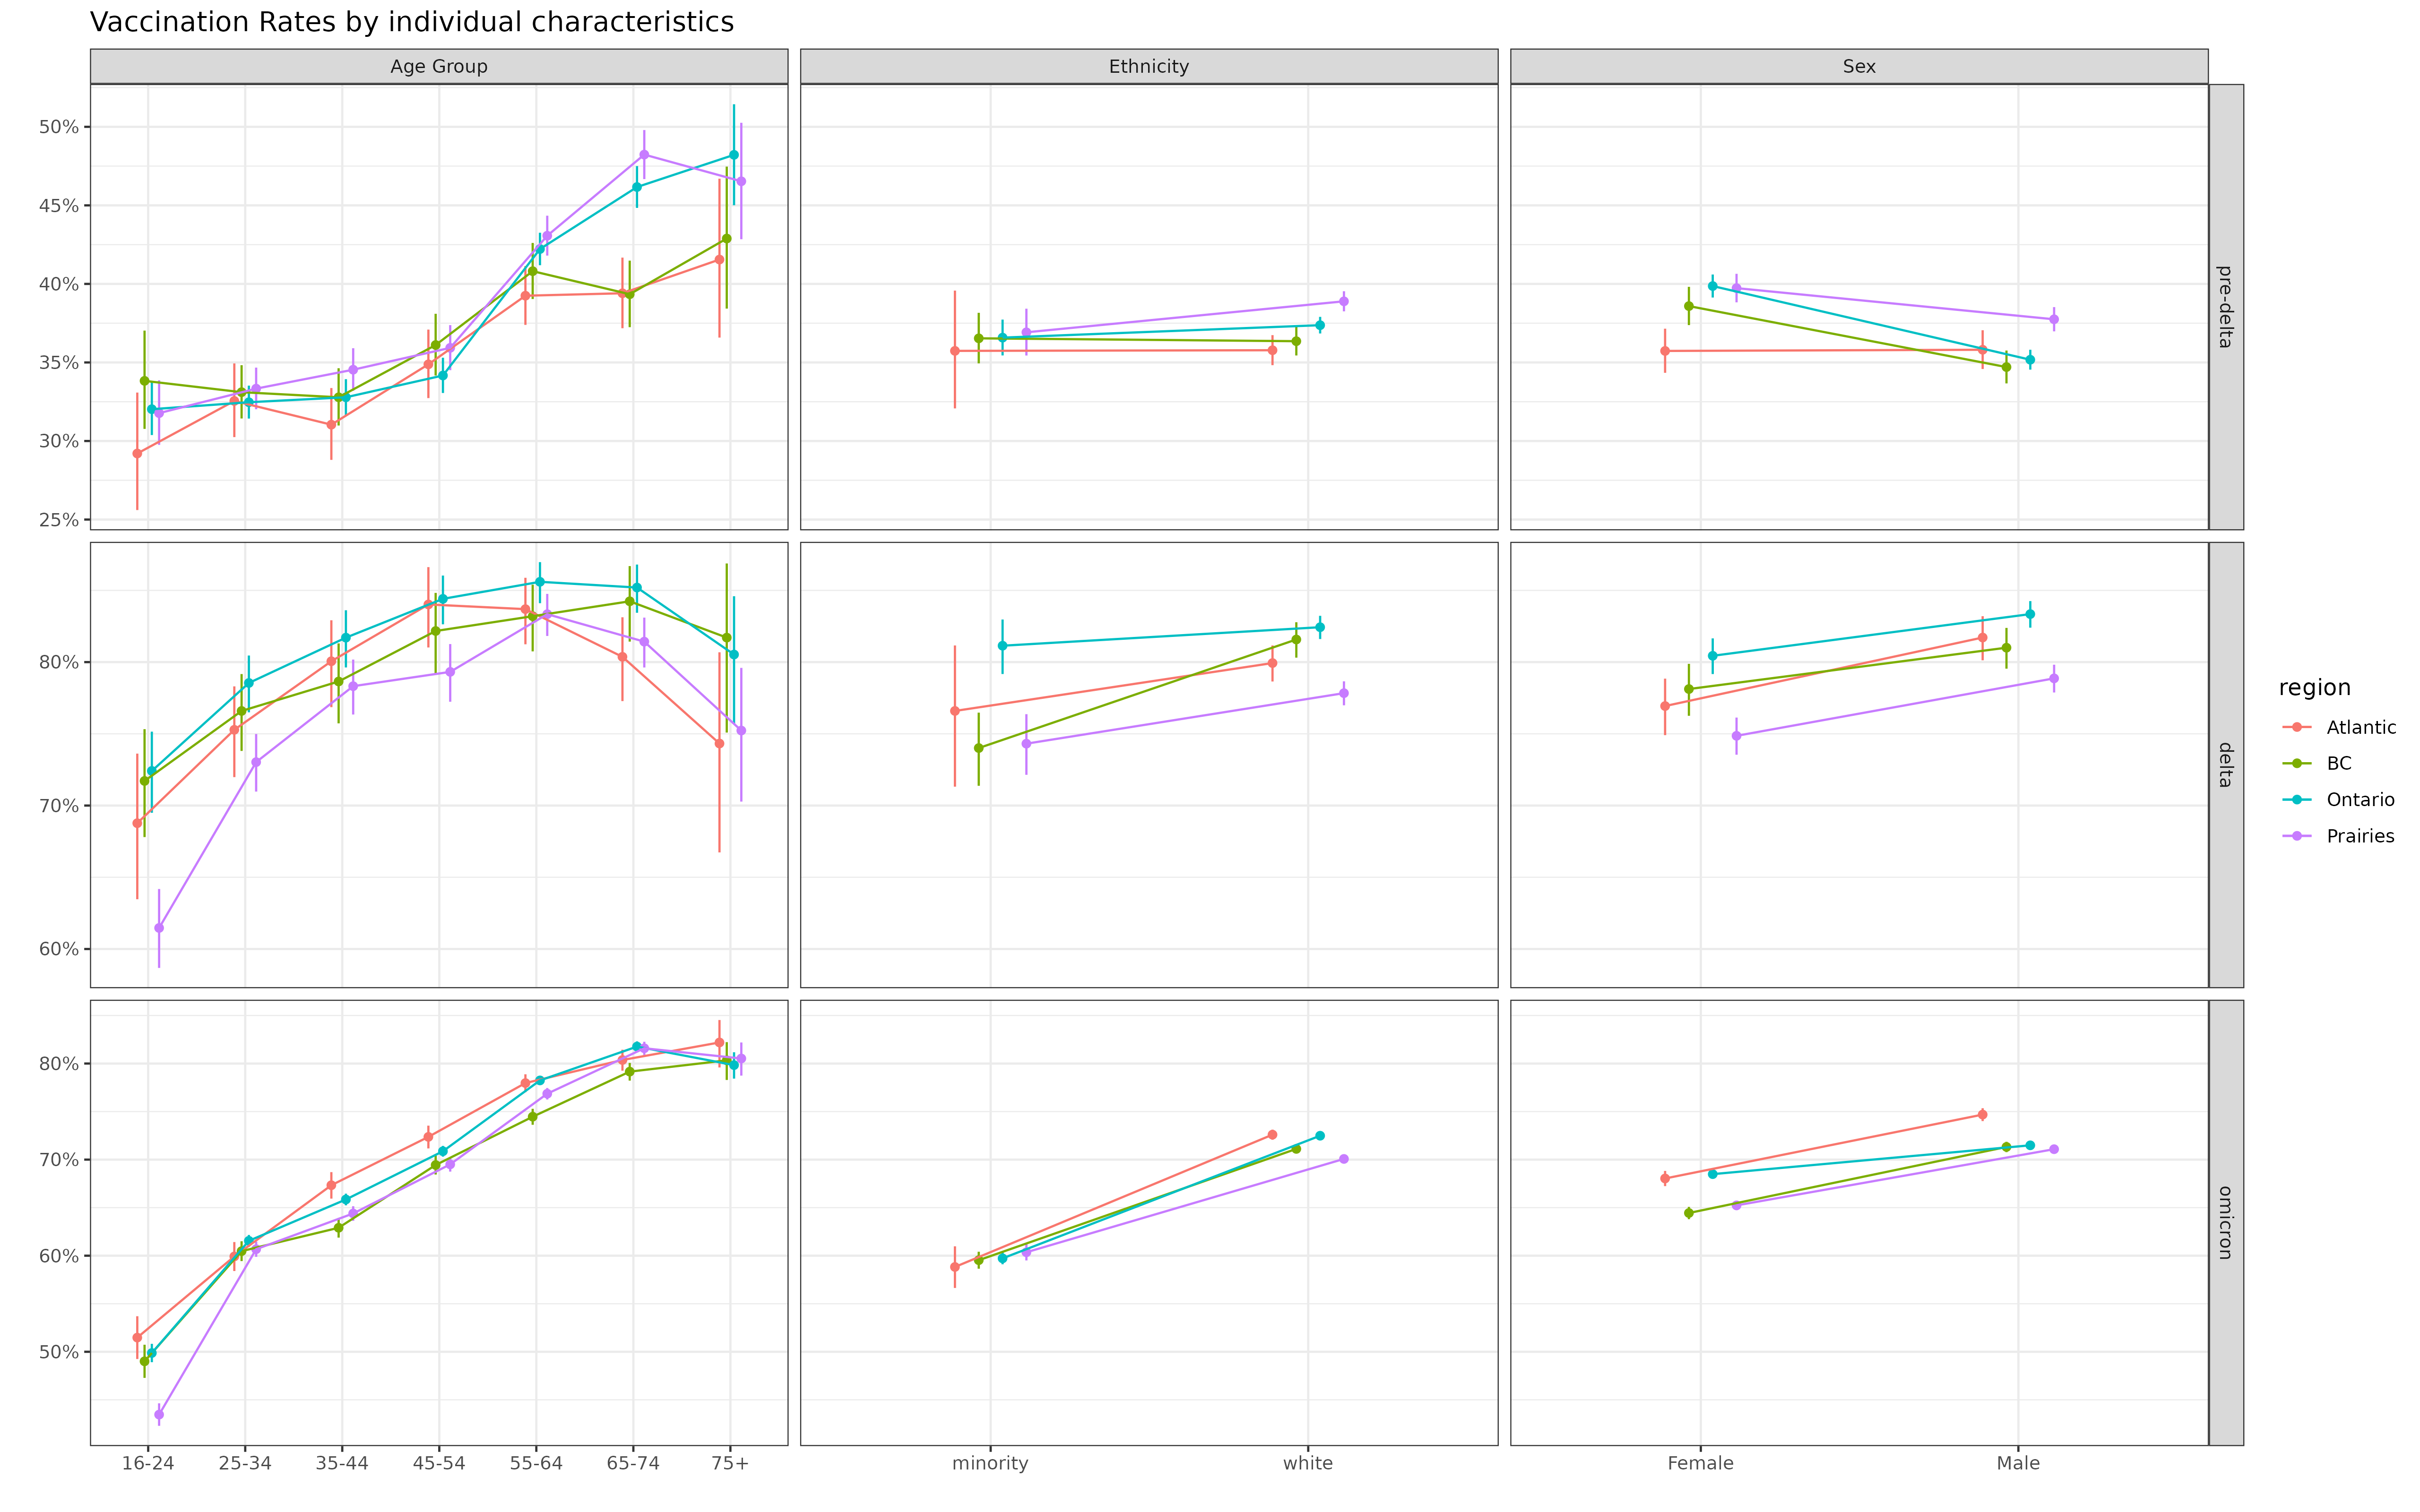 Vaccination Rates by individual characteristics
Age Group
Ethnicity
Sex
50%
45%
40%
35%
30%
25%
pre-delta
80%
70%
60%
delta
80%
70%
60%
50%
omicron
16-24
25-34
35-44
45-54
55-64
65-74
75+
minority
white
Female
Male
region
Atlantic
BC
Ontario
Prairies